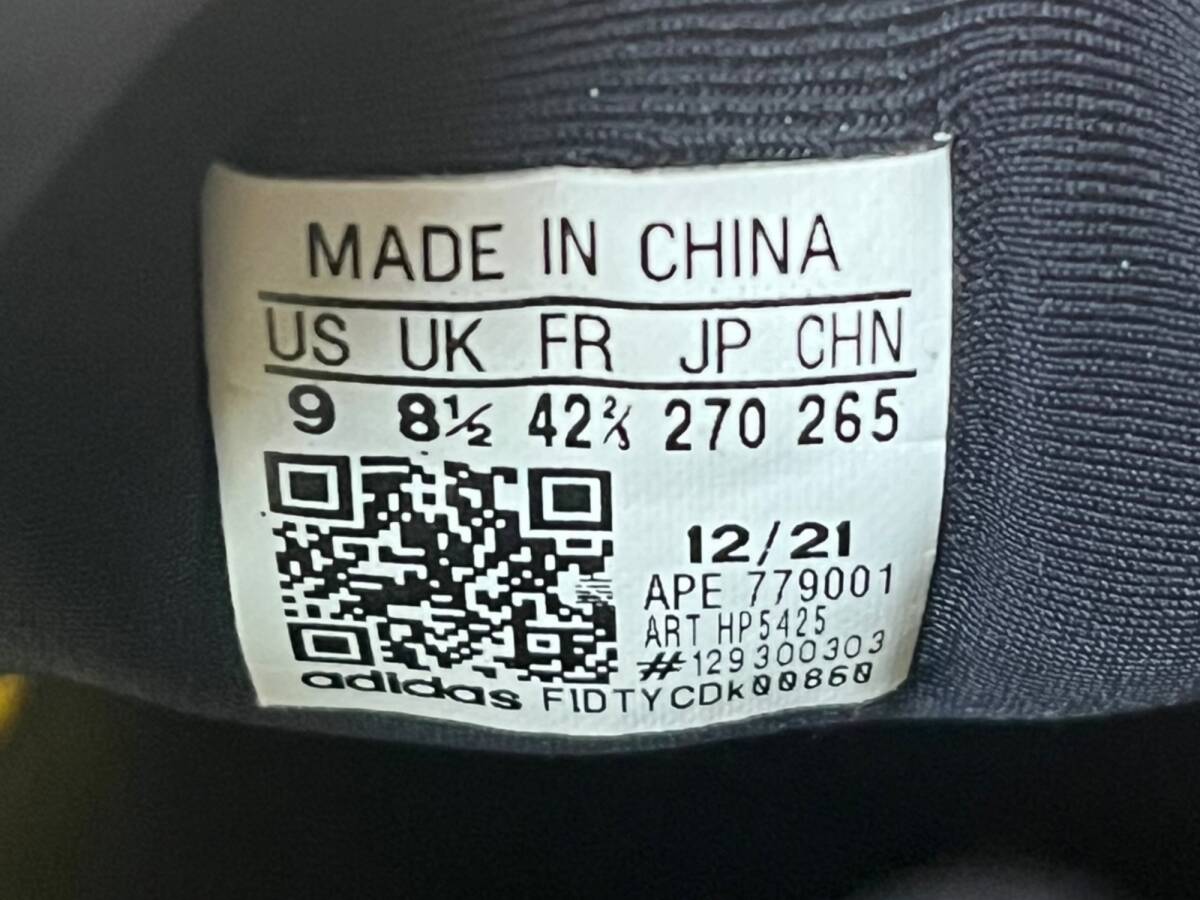 MADE IN CHINA
US UK FR JP CHN
9 8½ 42⅔ 270 265
12/21
APE 779001
ART HP5425
#129300303
adidas F1DTYCDk00860